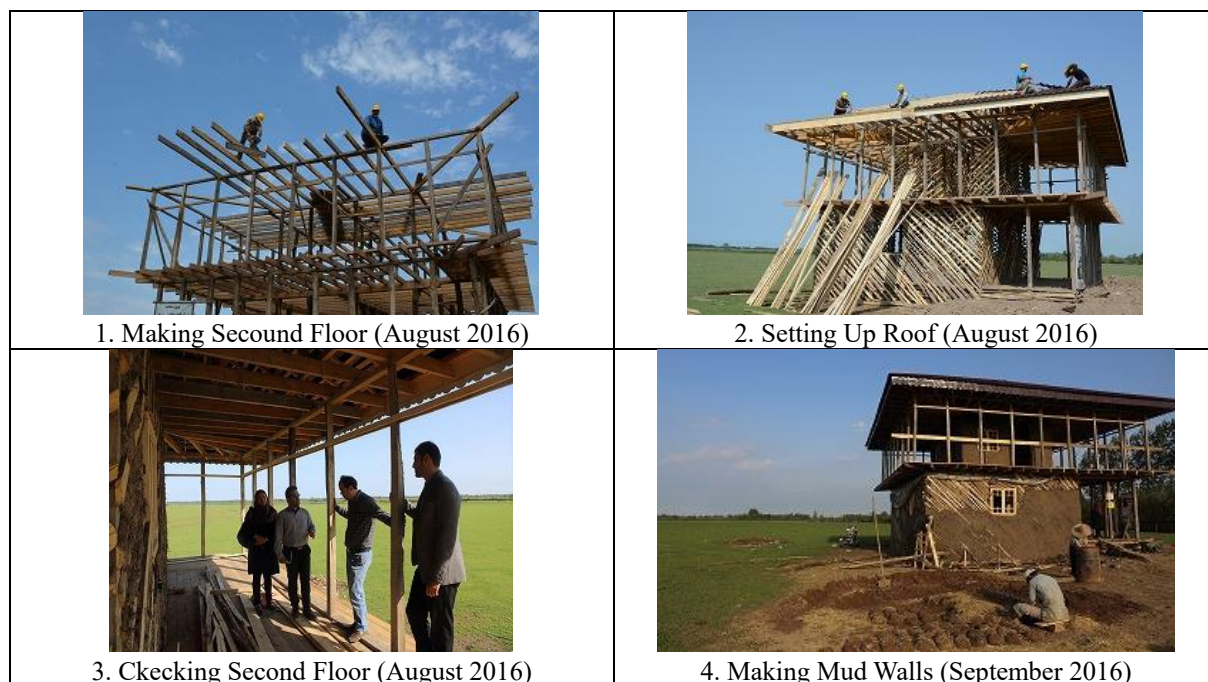 1. Making Secound Floor (August 2016)
2. Setting Up Roof (August 2016)
3. Ckecking Second Floor (August 2016)
4. Making Mud Walls (September 2016)